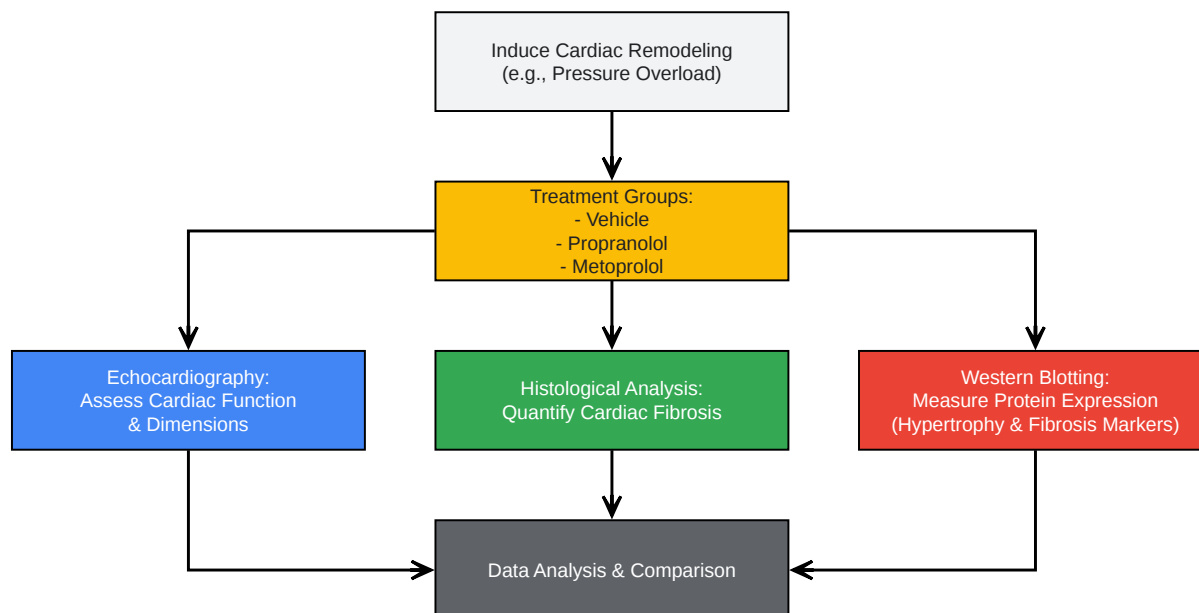 Induce Cardiac Remodeling
(e.g., Pressure Overload)
Treatment Groups:
- Vehicle
- Propranolol
- Metoprolol
Echocardiography:
Assess Cardiac Function
& Dimensions
Histological Analysis:
Quantify Cardiac Fibrosis
Western Blotting:
Measure Protein Expression
(Hypertrophy & Fibrosis Markers)
Data Analysis & Comparison